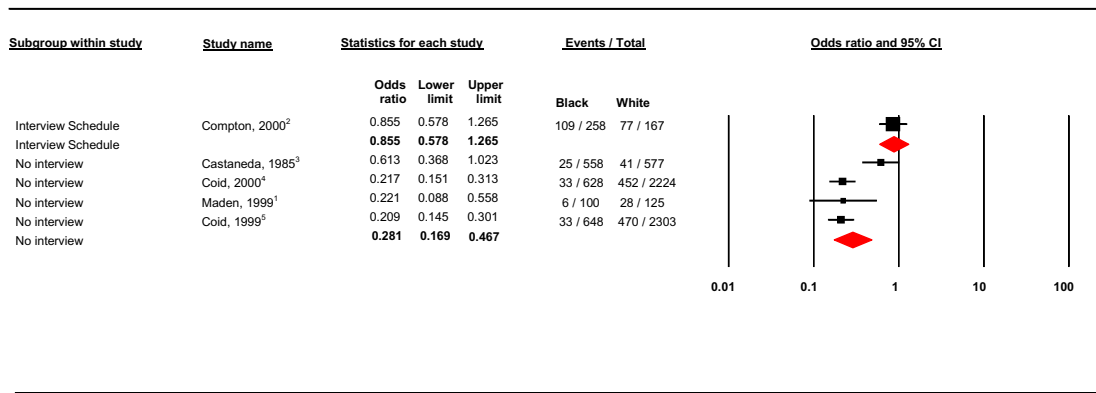 Subgroup within study Study name Statistics for each study Events / Total Odds ratio and 95% CI
Odds Lower Upper
ratio limit limit Black White
Interview Schedule Compton, 2000² 0.855 0.578 1.265 109 / 258 77 / 167
Interview Schedule 0.855 0.578 1.265
No interview Castaneda, 1985³ 0.613 0.368 1.023 25 / 558 41 / 577
No interview Coid, 2000⁴ 0.217 0.151 0.313 33 / 628 452 / 2224
No interview Maden, 1999¹ 0.221 0.088 0.558 6 / 100 28 / 125
No interview Coid, 1999⁵ 0.209 0.145 0.301 33 / 648 470 / 2303
No interview 0.281 0.169 0.467
0.01 0.1 1 10 100